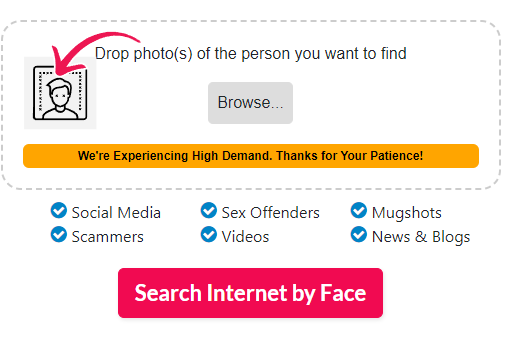 Drop photo(s) of the person you want to find
Browse...
We're Experiencing High Demand. Thanks for Your Patience!
Social Media Sex Offenders Mugshots
Scammers Videos News & Blogs
Search Internet by Face